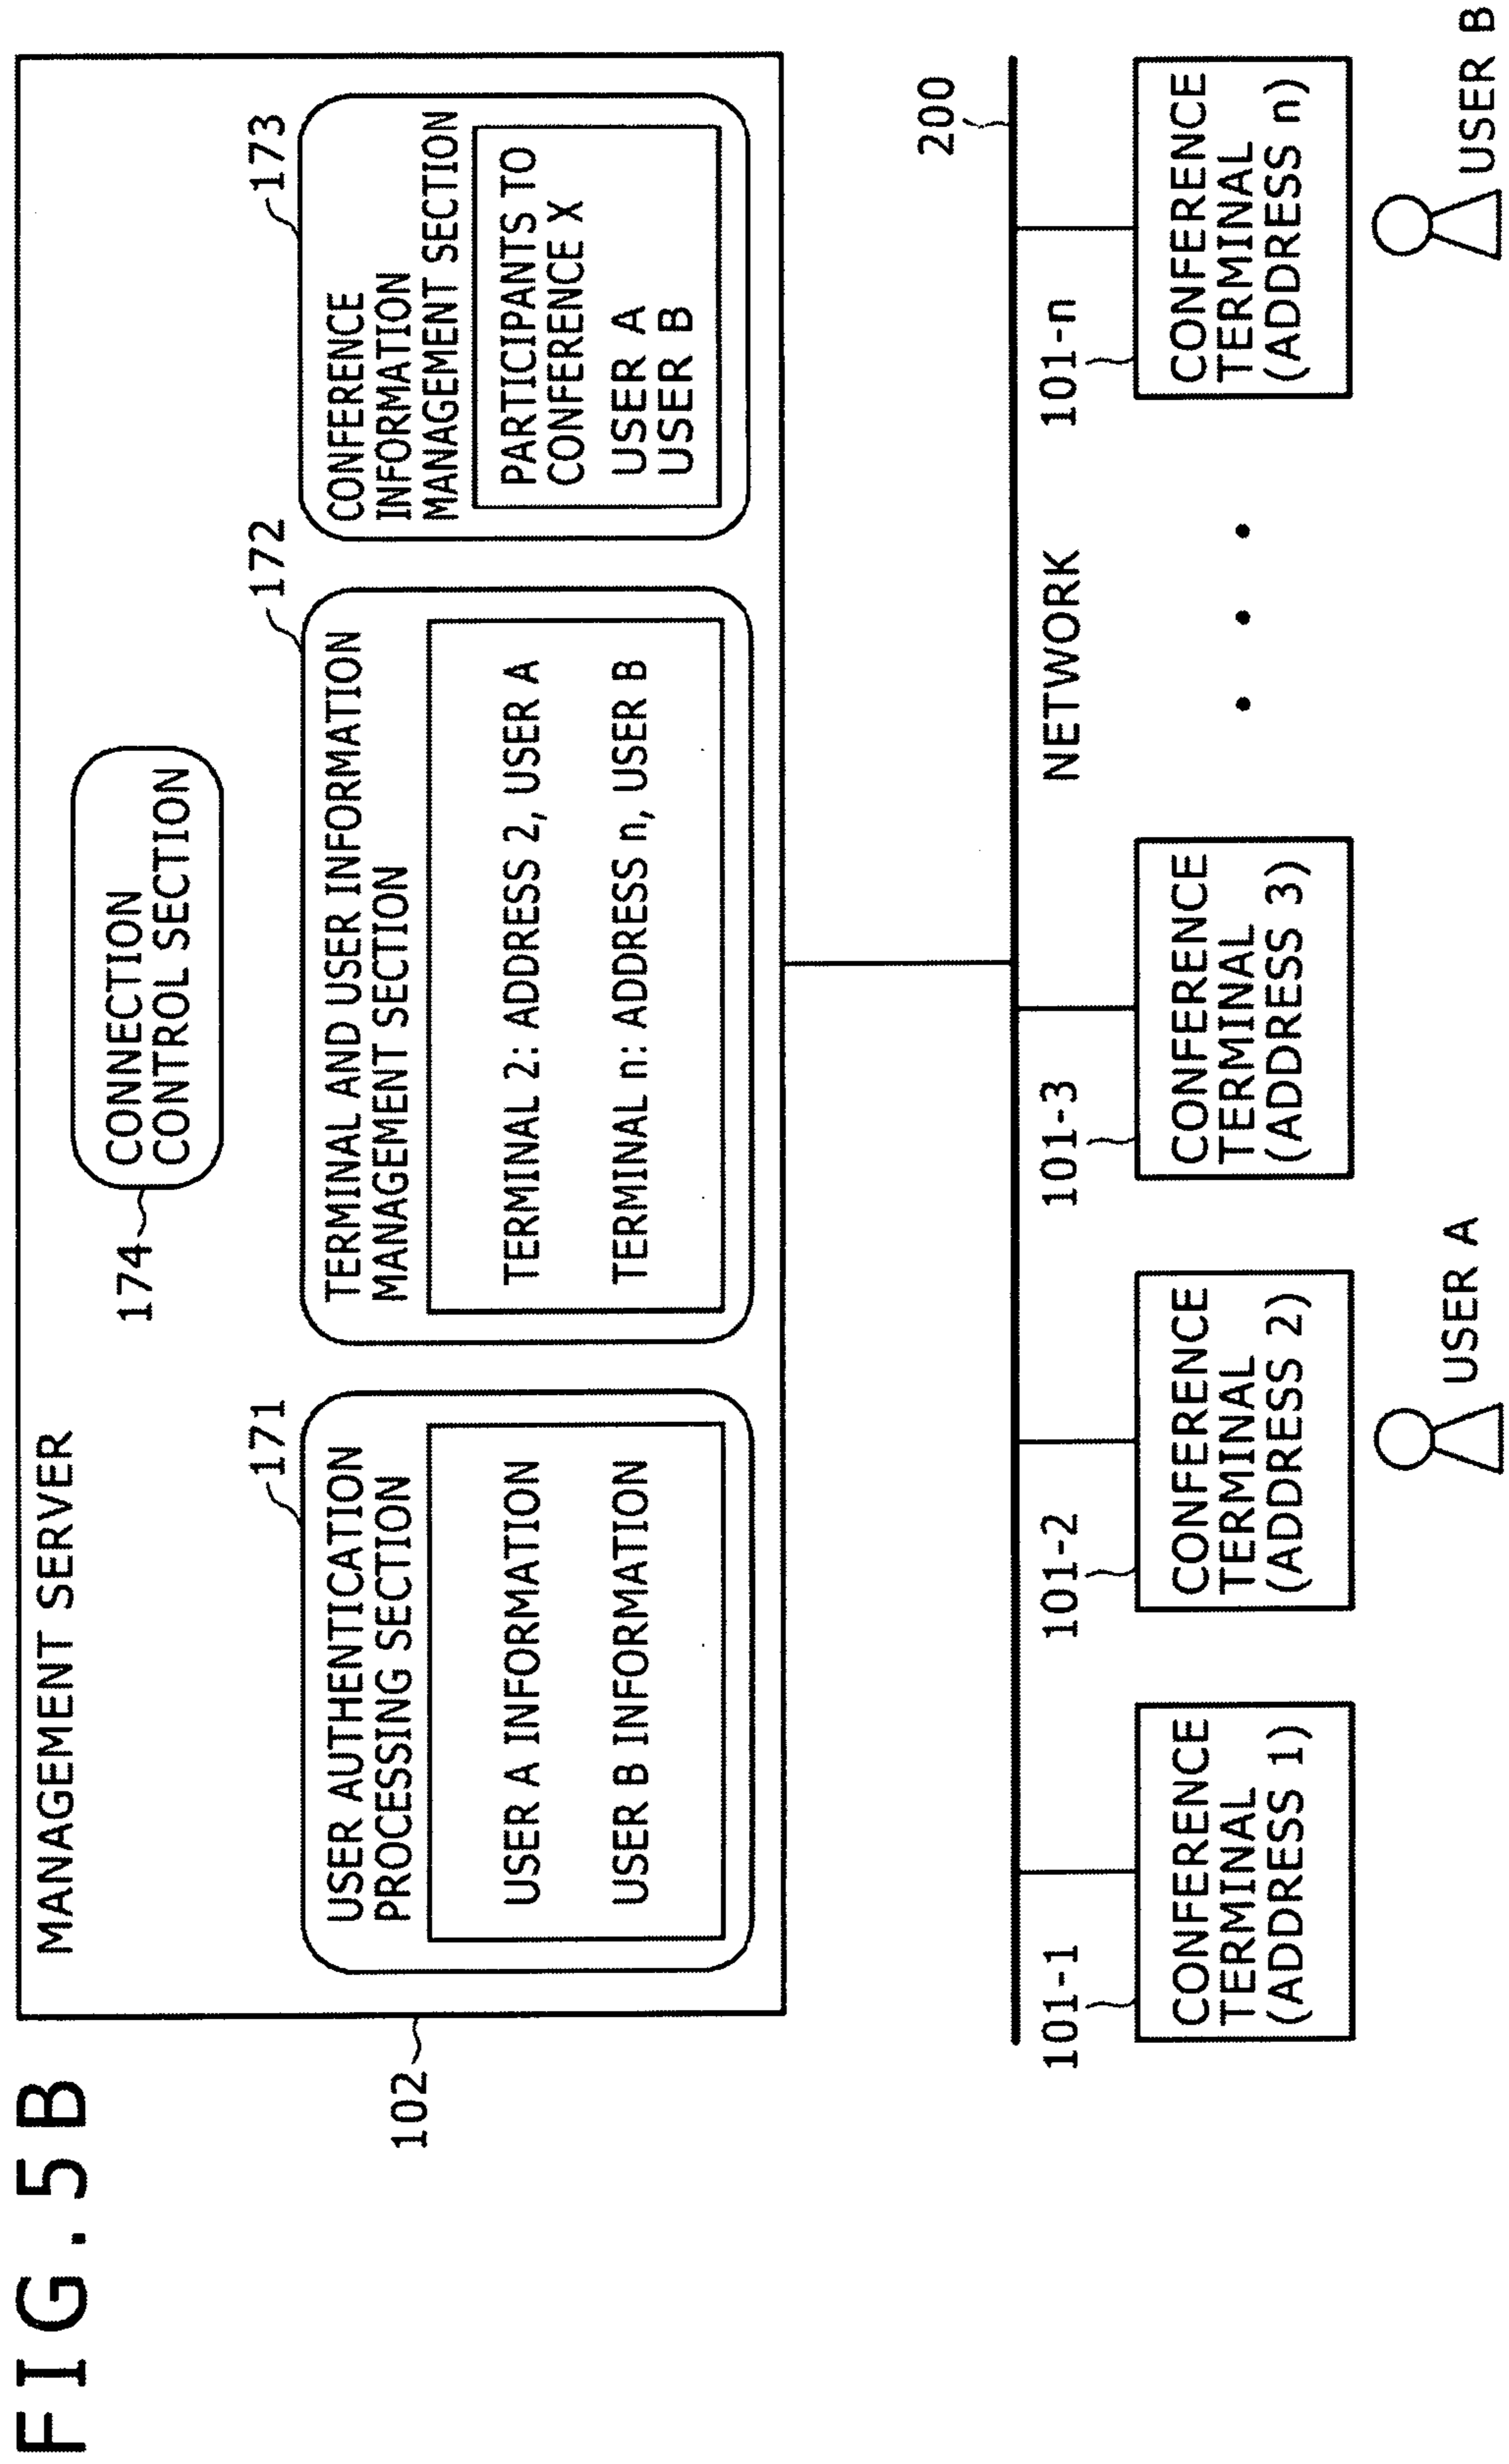 FIG.5B
MANAGEMENT SERVER
102
174
CONNECTION
CONTROL SECTION
171
USER AUTHENTICATION
PROCESSING SECTION
USER A INFORMATION
USER B INFORMATION
172
TERMINAL AND USER INFORMATION
MANAGEMENT SECTION
TERMINAL 2: ADDRESS 2, USER A
TERMINAL n: ADDRESS n, USER B
173
CONFERENCE
INFORMATION
MANAGEMENT SECTION
PARTICIPANTS TO
CONFERENCE X
USER A
USER B
200
NETWORK
101-1
CONFERENCE
TERMINAL
(ADDRESS 1)
101-2
CONFERENCE
TERMINAL
(ADDRESS 2)
USER A
101-3
CONFERENCE
TERMINAL
(ADDRESS 3)
• • •
101-n
CONFERENCE
TERMINAL
(ADDRESS n)
USER B